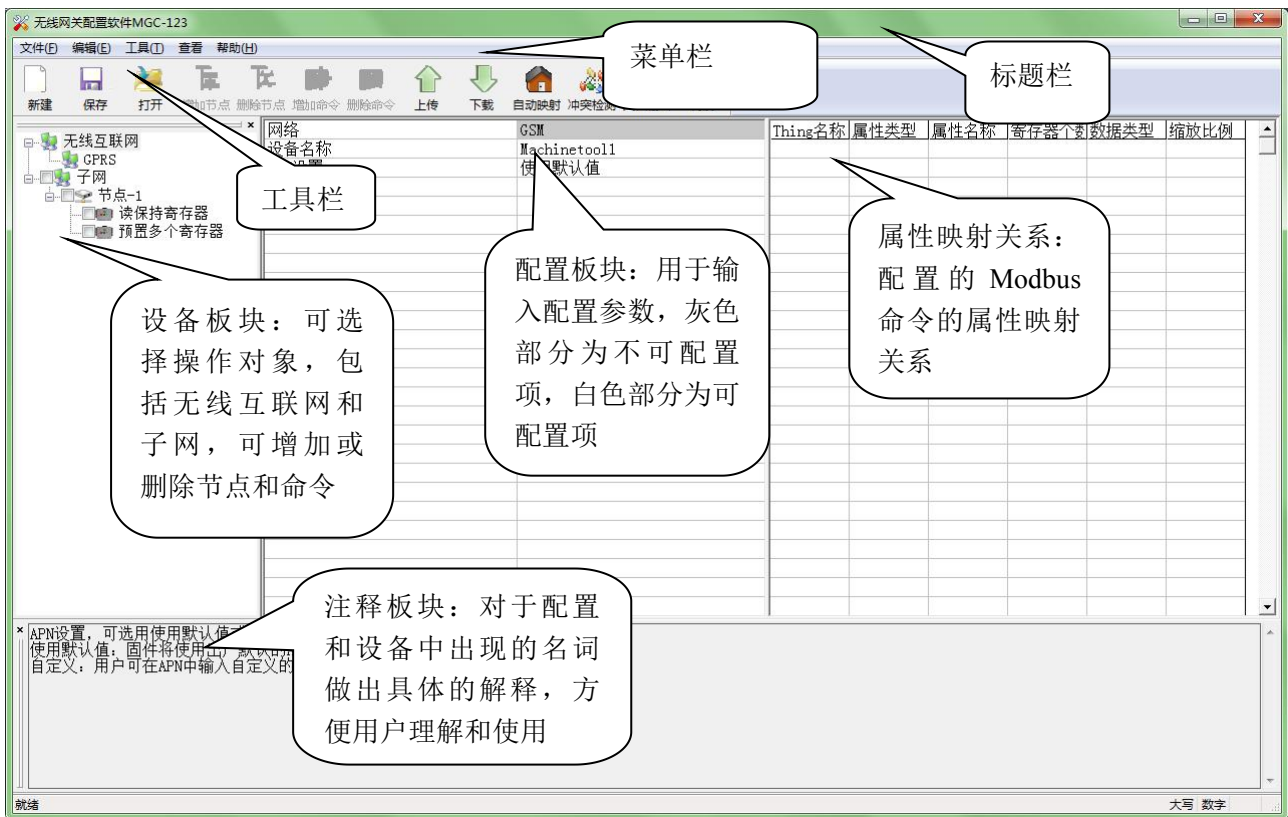 无线网关配置软件MGC-123
文件(F) 编辑(E) 工具(T) 查看 帮助(H)
菜单栏
标题栏
新建 保存 打开 增加节点 删除节点 增加命令 删除命令 上传 下载 自动映射 冲突检测
工具栏
无线互联网
GPRS
子网
节点-1
读保持寄存器
预置多个寄存器
网络 GSM
设备名称 Machinetool1
使用默认值
Thing名称 属性类型 属性名称 寄存器个数 数据类型 缩放比例
设备板块：可选
择操作对象，包
括无线互联网和
子网，可增加或
删除节点和命令
配置板块：用于输
入配置参数，灰色
部分为不可配置
项，白色部分为可
配置项
属性映射关系：
配置的 Modbus
命令的属性映射
关系
注释板块：对于配置
和设备中出现的名词
做出具体的解释，方
便用户理解和使用
APN设置，可选用使用默认值
使用默认值：固件将使用出厂默认
自定义：用户可在APN中输入自定义的
就绪
大写 数字